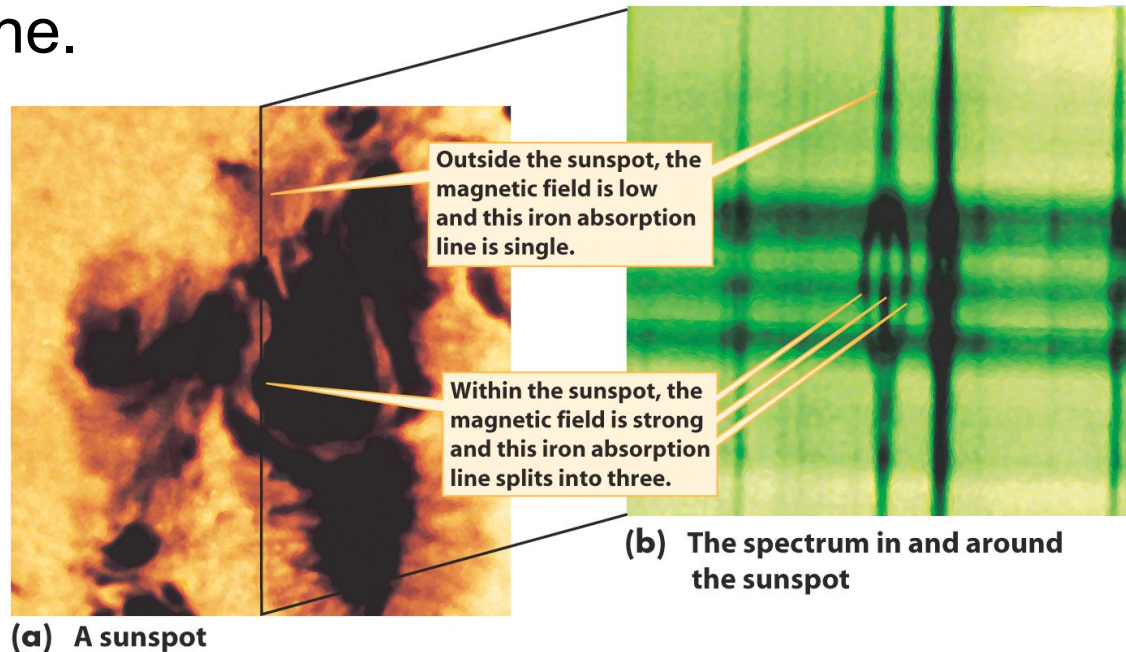 ne.
Outside the sunspot, the
magnetic field is low
and this iron absorption
line is single.
Within the sunspot, the
magnetic field is strong
and this iron absorption
line splits into three.
(a) A sunspot
(b) The spectrum in and around
the sunspot